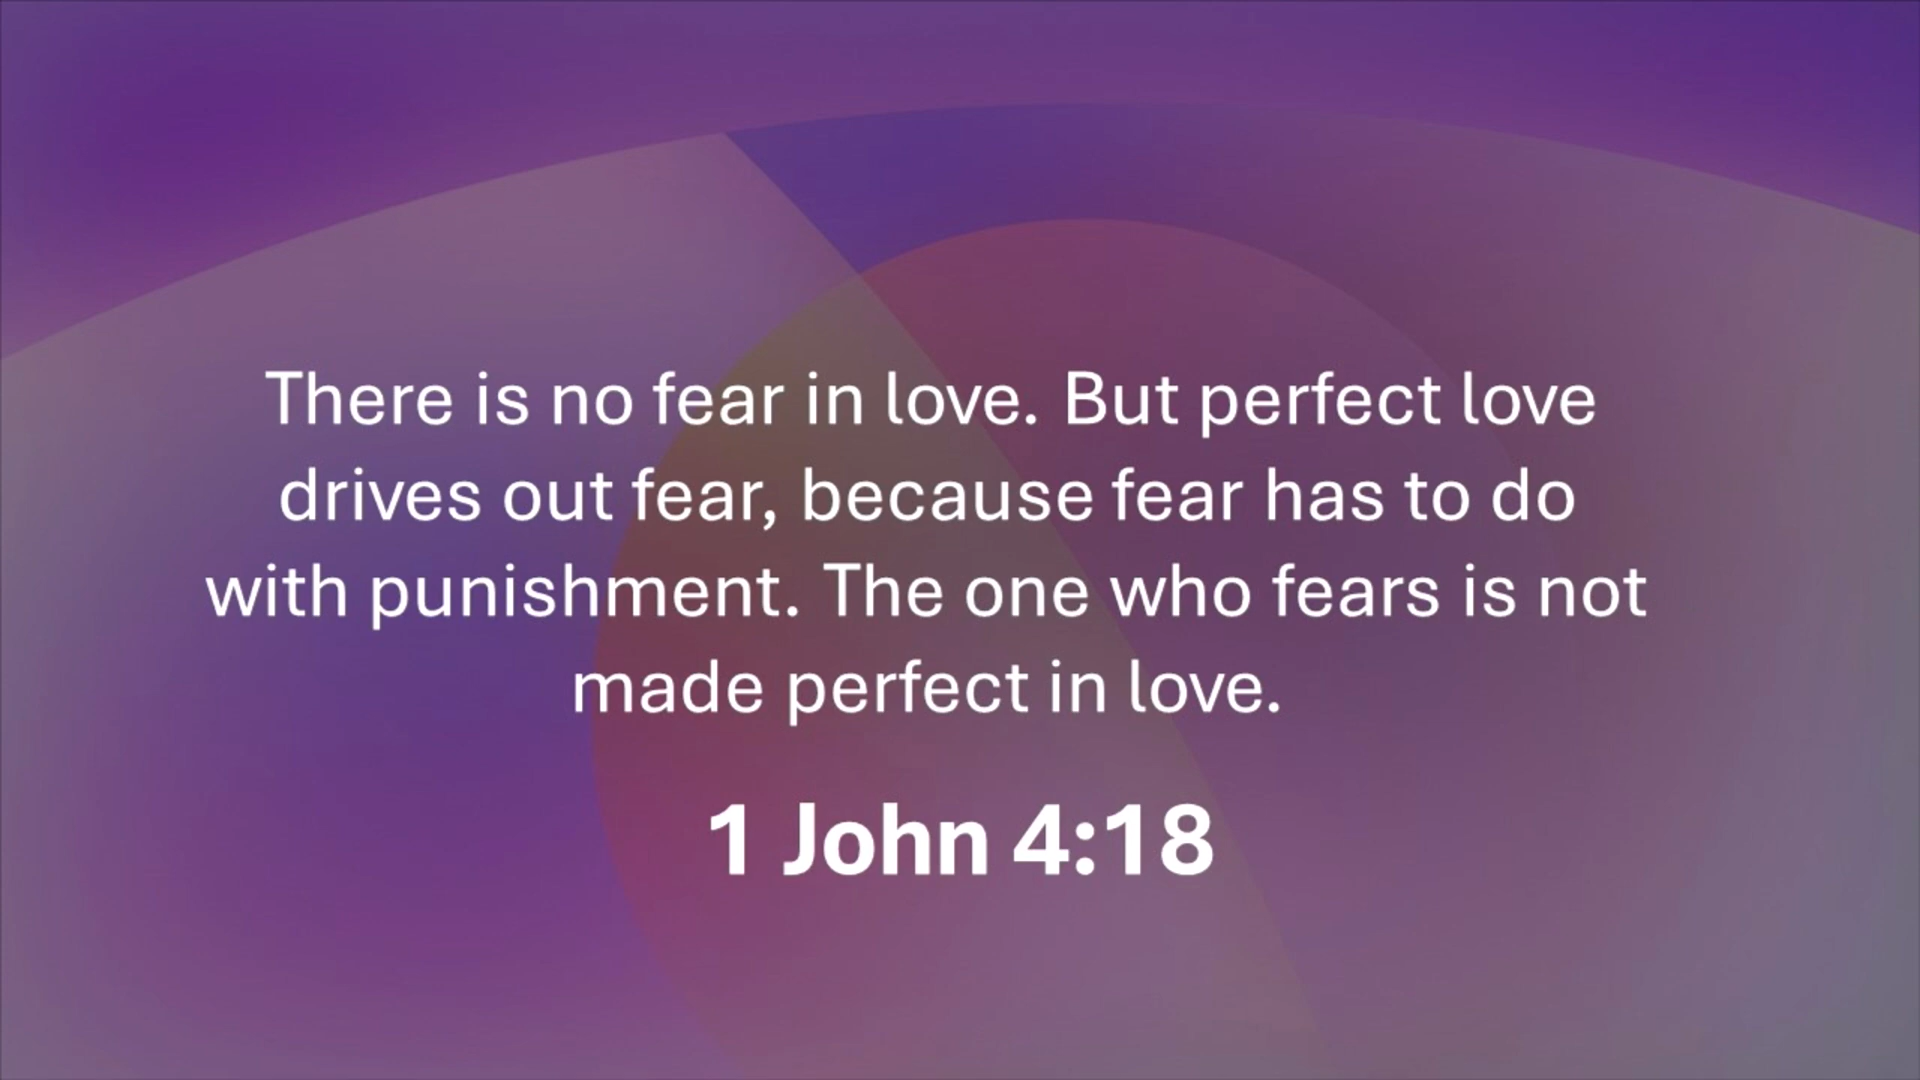 There is no fear in love. But perfect love
drives out fear, because fear has to do
with punishment. The one who fears is not
made perfect in love.
1 John 4:18